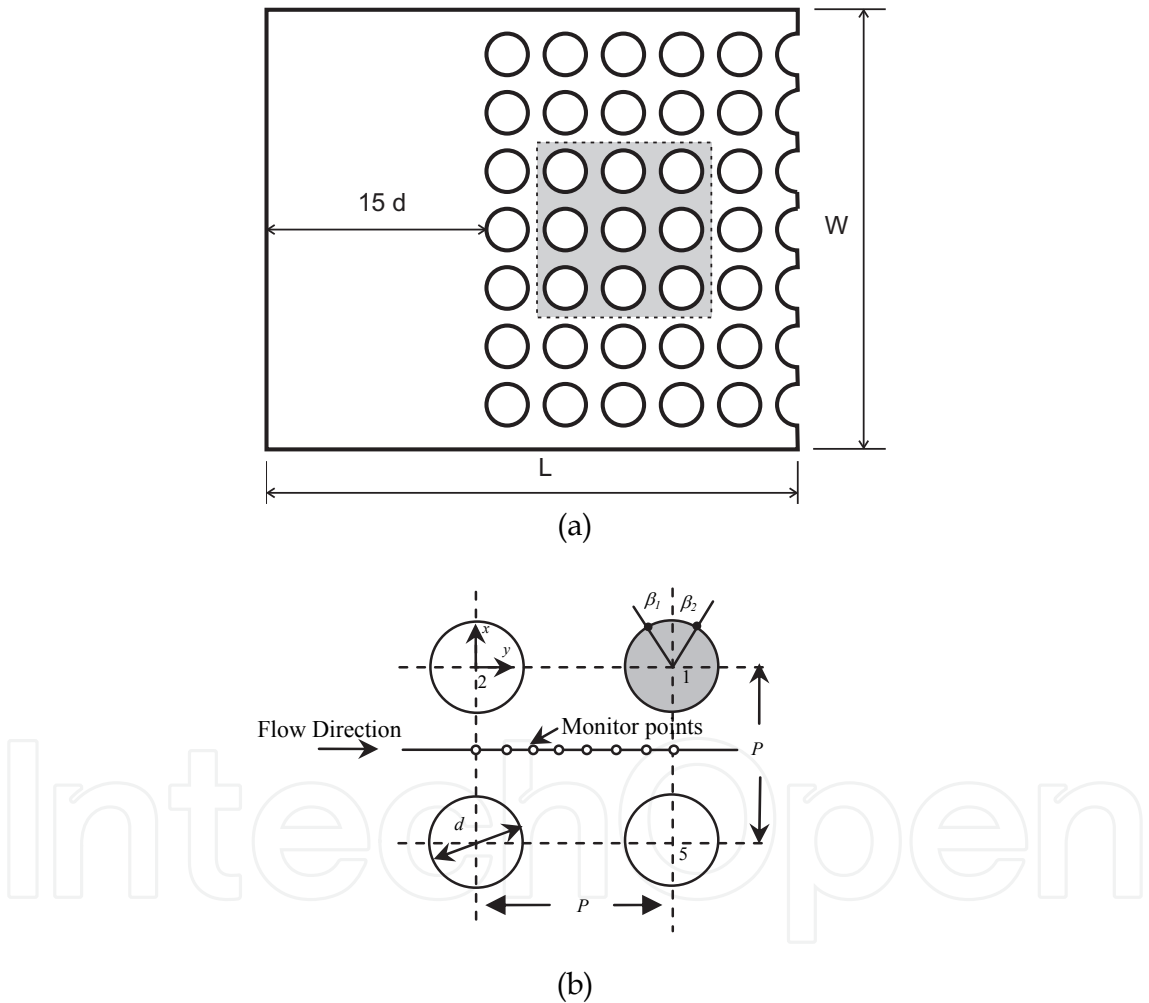 15 d
W
L
(a)
β1 β2
x
y
2
1
Flow Direction
Monitor points
P
d
5
P
(b)
IntechOpen